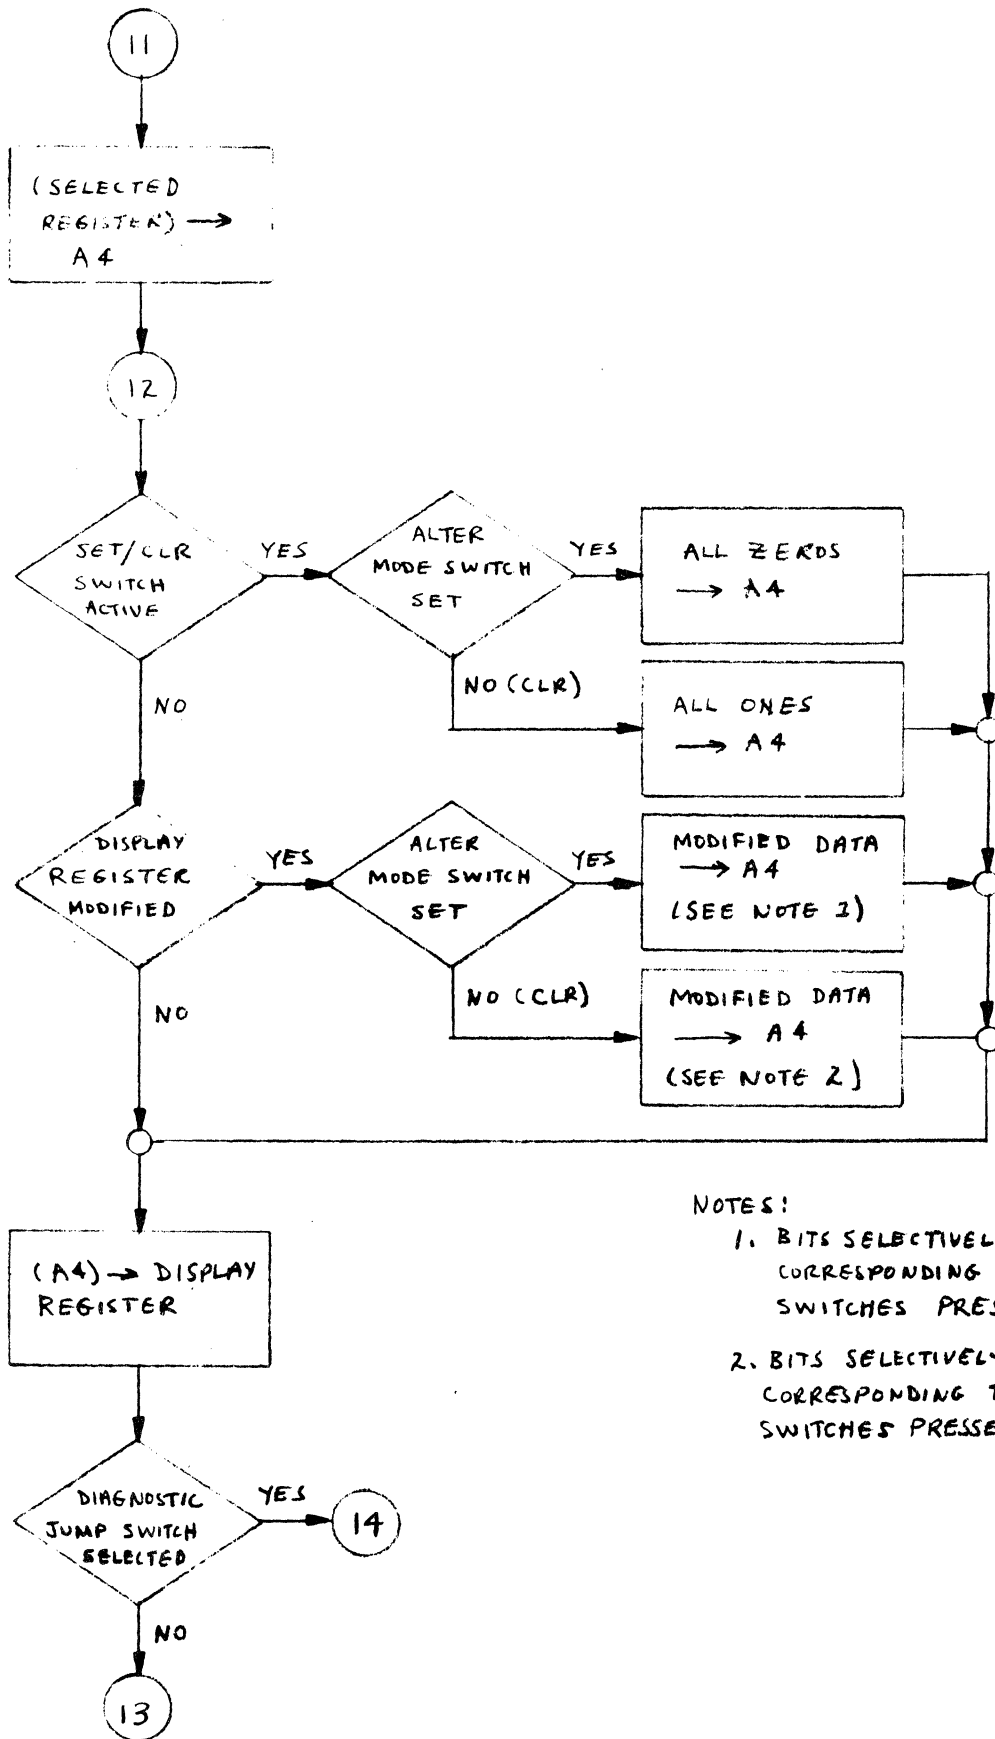 11
(SELECTED
REGISTER) →
A4
12
SET/CLR
SWITCH
ACTIVE
YES
ALTER
MODE SWITCH
SET
YES
ALL ZEROS
→ A4
NO (CLR)
ALL ONES
→ A4
NO
DISPLAY
REGISTER
MODIFIED
YES
ALTER
MODE SWITCH
SET
YES
MODIFIED DATA
→ A4
(SEE NOTE 1)
NO (CLR)
MODIFIED DATA
→ A4
(SEE NOTE 2)
NO
(A4) → DISPLAY
REGISTER
NOTES:
1. BITS SELECTIVEL
CORRESPONDING
SWITCHES PRES
2. BITS SELECTIVELY
CORRESPONDING T
SWITCHES PRESSE
DIAGNOSTIC
JUMP SWITCH
SELECTED
YES
14
NO
13